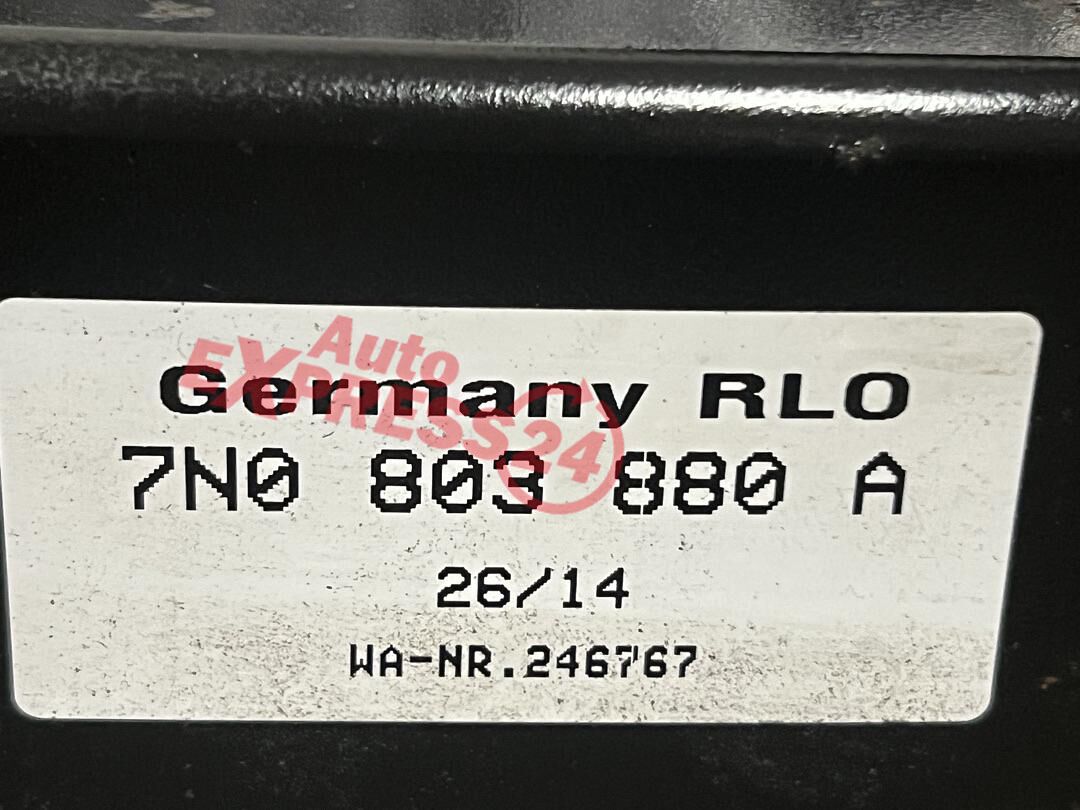 Auto
EXPRESS24
Germany RLO
7N0 803 880 A
26/14
WA-NR.246767